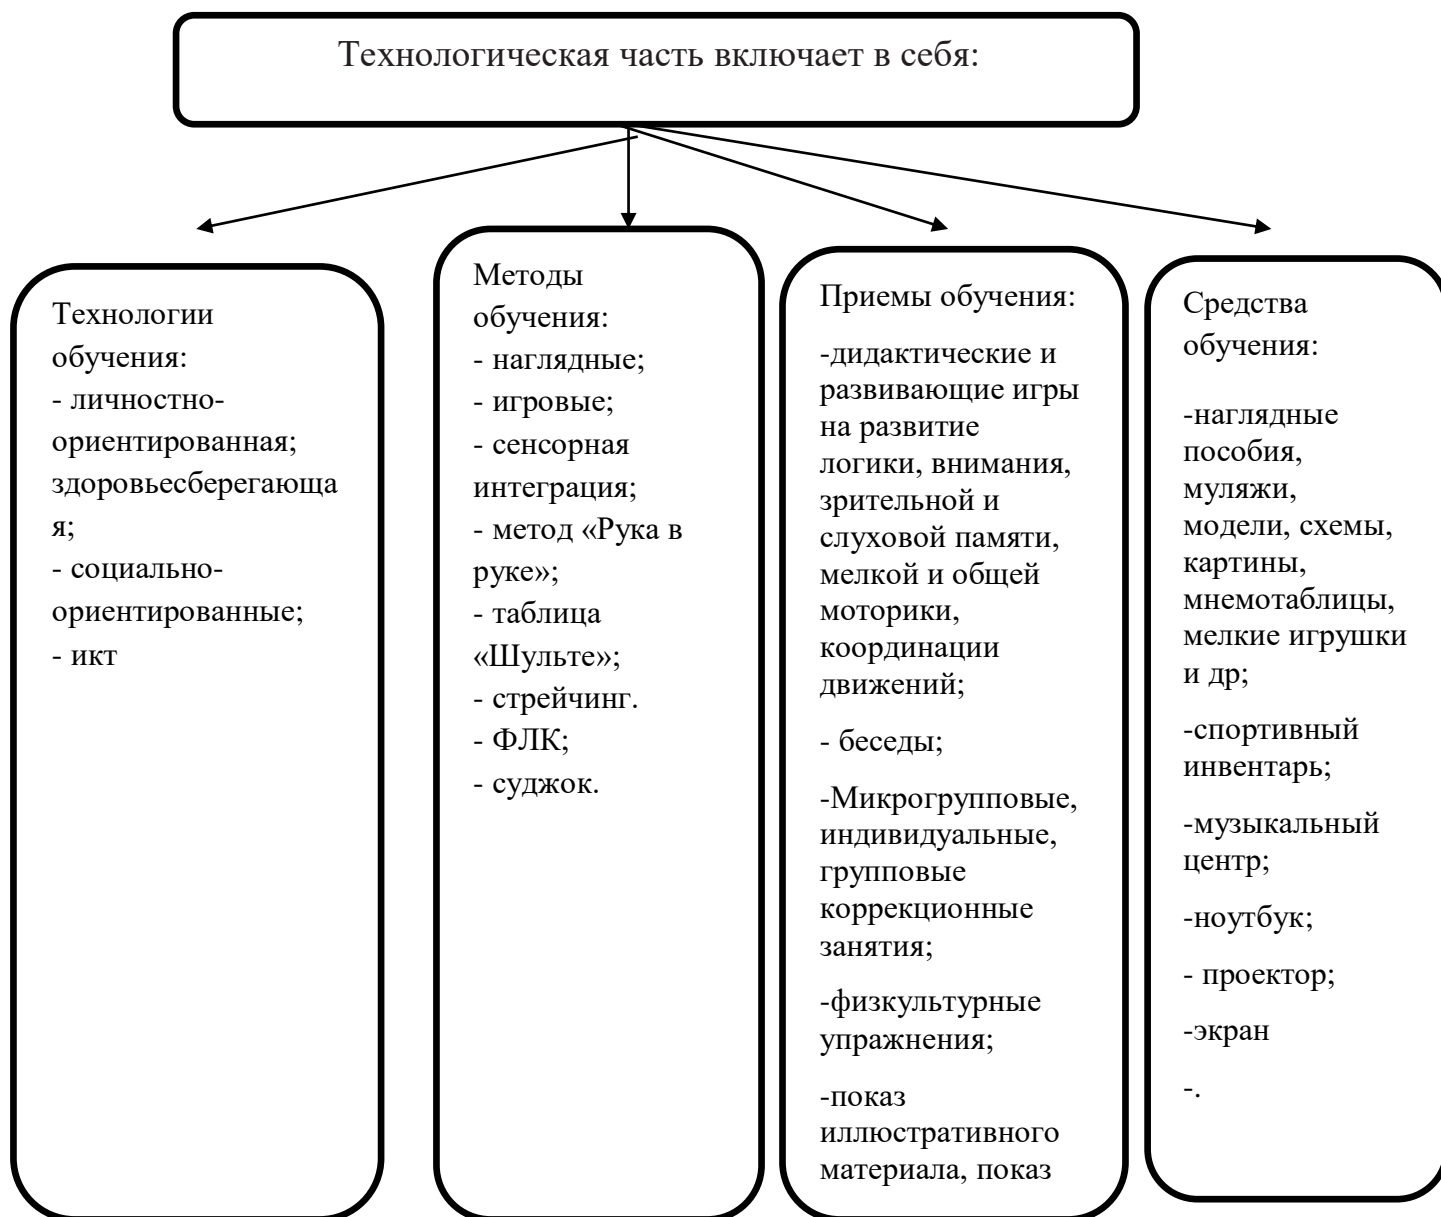 Технологическая часть включает в себя:
Технологии
обучения:
- личностно-
ориентированная;
здоровьесберегающа
я;
- социально-
ориентированные;
- икт
Методы
обучения:
- наглядные;
- игровые;
- сенсорная
интеграция;
- метод «Рука в
руке»;
- таблица
«Шульте»;
- стрейчинг.
- ФЛК;
- суджок.
Приемы обучения:
-дидактические и
развивающие игры
на развитие
логики, внимания,
зрительной и
слуховой памяти,
мелкой и общей
моторики,
координации
движений;
- беседы;
-Микрогрупповые,
индивидуальные,
групповые
коррекционные
занятия;
-физкультурные
упражнения;
-показ
иллюстративного
материала, показ
Средства
обучения:
-наглядные
пособия,
муляжи,
модели, схемы,
картины,
мнемотаблицы,
мелкие игрушки
и др;
-спортивный
инвентарь;
-музыкальный
центр;
-ноутбук;
- проектор;
-экран
-.